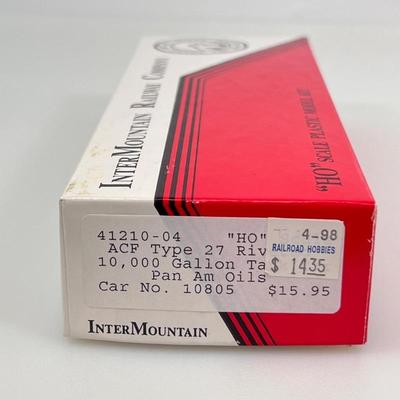 INTERMOUNTAIN RAILWAY COMPANY
"HO" SCALE PLASTIC MODEL KIT
41210-04 "HO"
ACF Type 27 Riv
10,000 Gallon Ta
Pan Am Oils
Car No. 10805 $15.95
4-98
RAILROAD HOBBIES
$ 1435
INTERMOUNTAIN